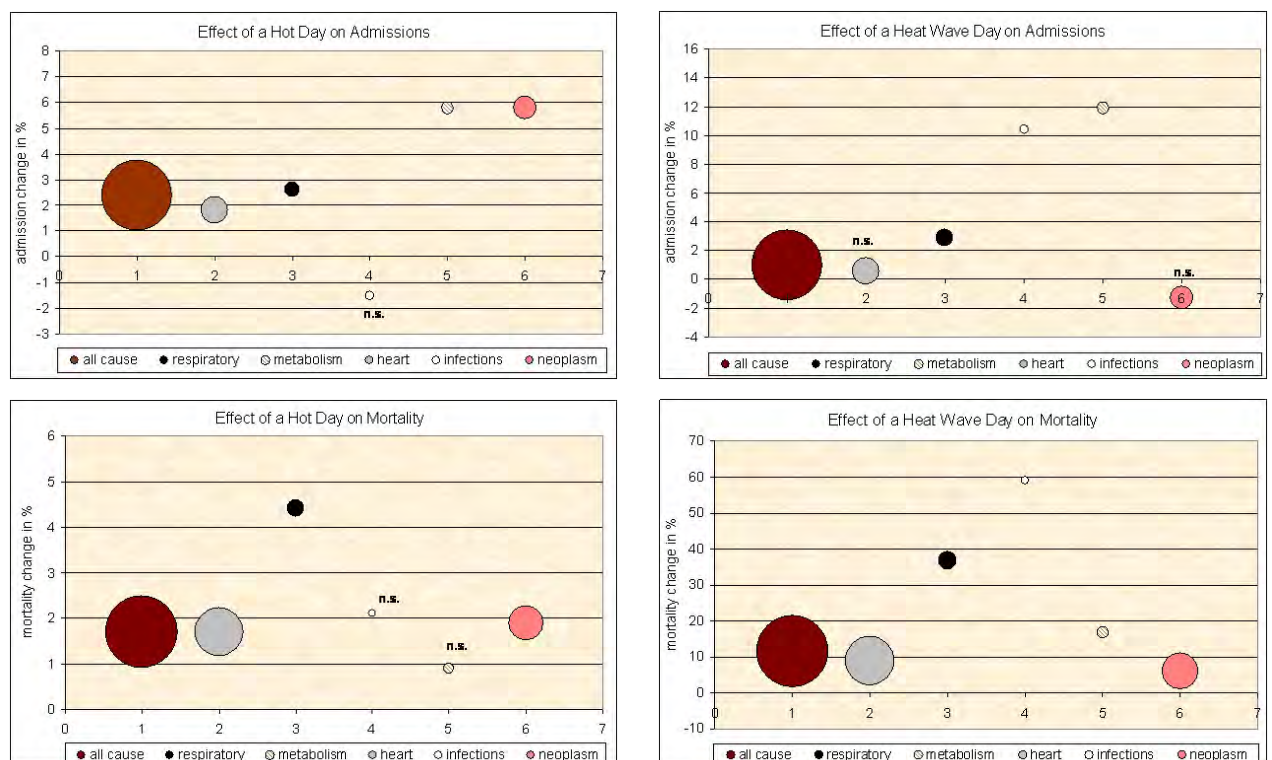 Effect of a Hot Day on Admissions
admission change in %
8
7
6
5
4
3
2
1
0
-1
-2
-3
0 1 2 3 4 5 6 7
n.s.
all cause respiratory metabolism heart infections neoplasm
Effect of a Heat Wave Day on Admissions
admission change in %
16
14
12
10
8
6
4
2
0
-2
-4
0 2 3 4 5 6 7
n.s.
n.s.
all cause respiratory metabolism heart infections neoplasm
Effect of a Hot Day on Mortality
mortality change in %
6
5
4
3
2
1
0
0 1 2 3 4 5 6 7
n.s.
n.s.
all cause respiratory metabolism heart infections neoplasm
Effect of a Heat Wave Day on Mortality
mortality change in %
70
60
50
40
30
20
10
0
-10
0 1 2 3 4 5 6 7
all cause respiratory metabolism heart infections neoplasm